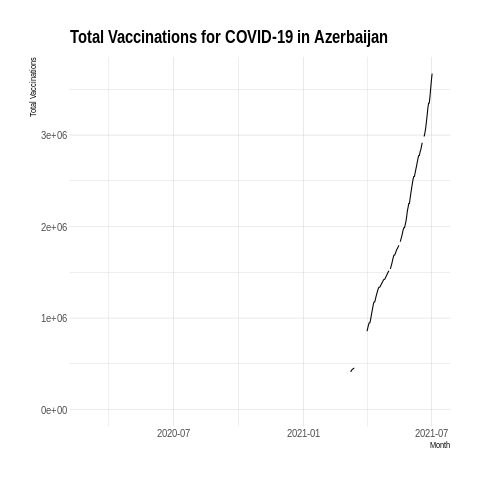 Total Vaccinations for COVID-19 in Azerbaijan
Total Vaccinations
3e+06
2e+06
1e+06
0e+00
2020-07 2021-01 2021-07
Month